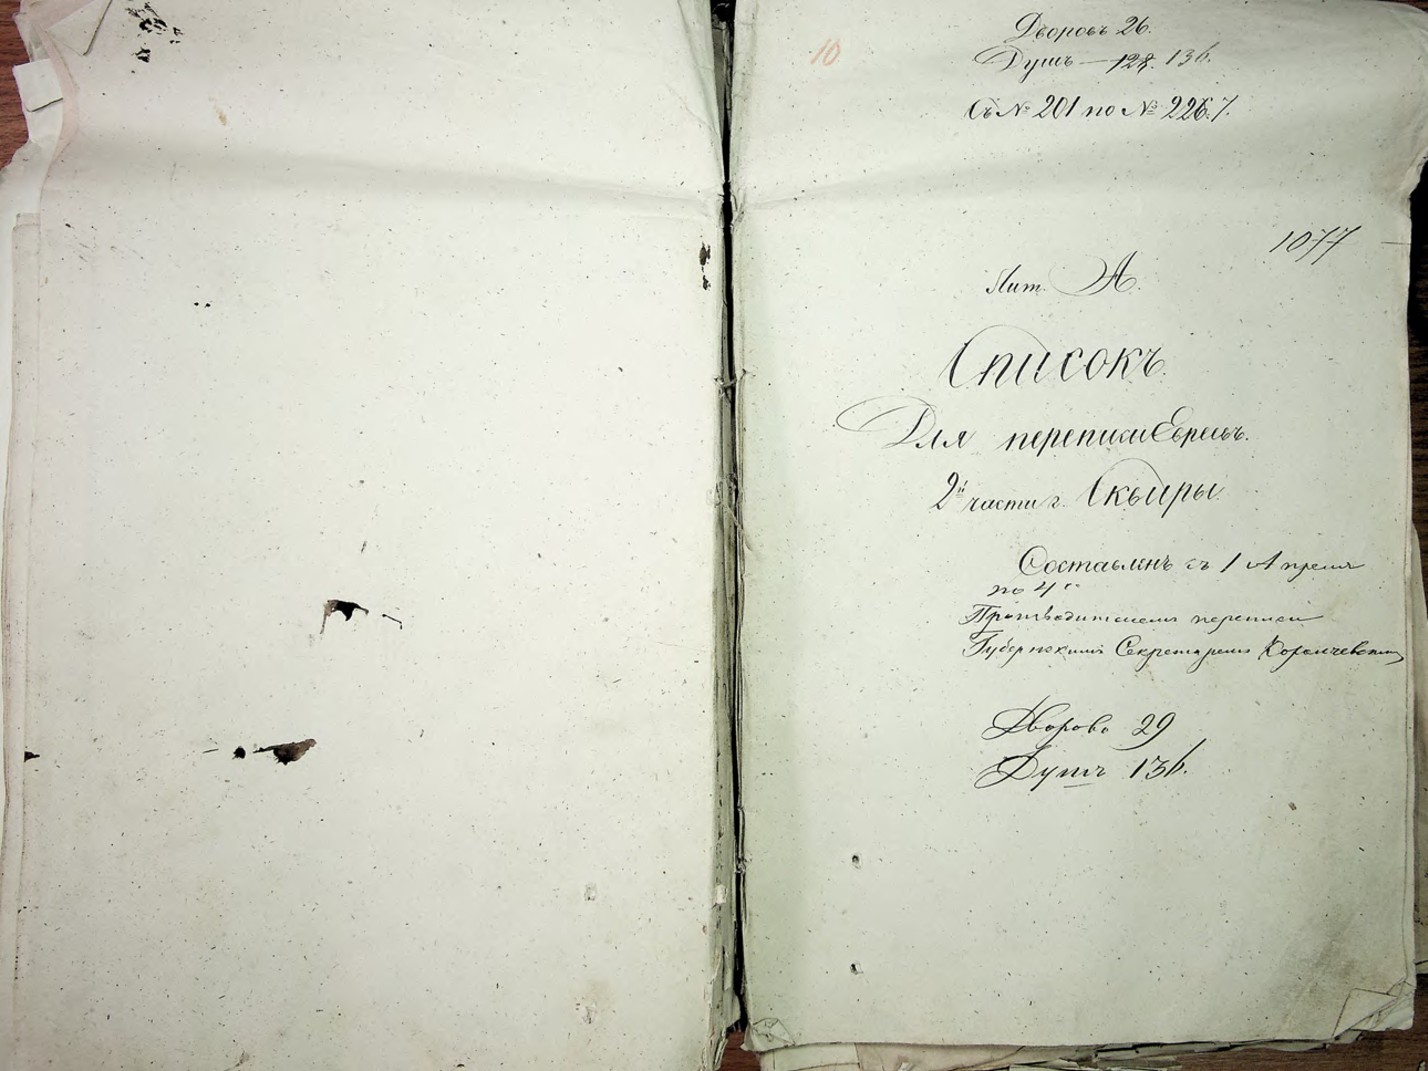 10
Дворовъ 26.
Душъ — 128. 136.
Съ № 201 по № 226.7.
1077
Лит. А.
Списокъ
Для переписи Евреевъ.
2й части г. Сквиры
Составленъ съ 1 Апреля
по 4е
Производителемъ переписи
Губернскимъ Секретаремъ
Дворовъ 29
Душъ 136.